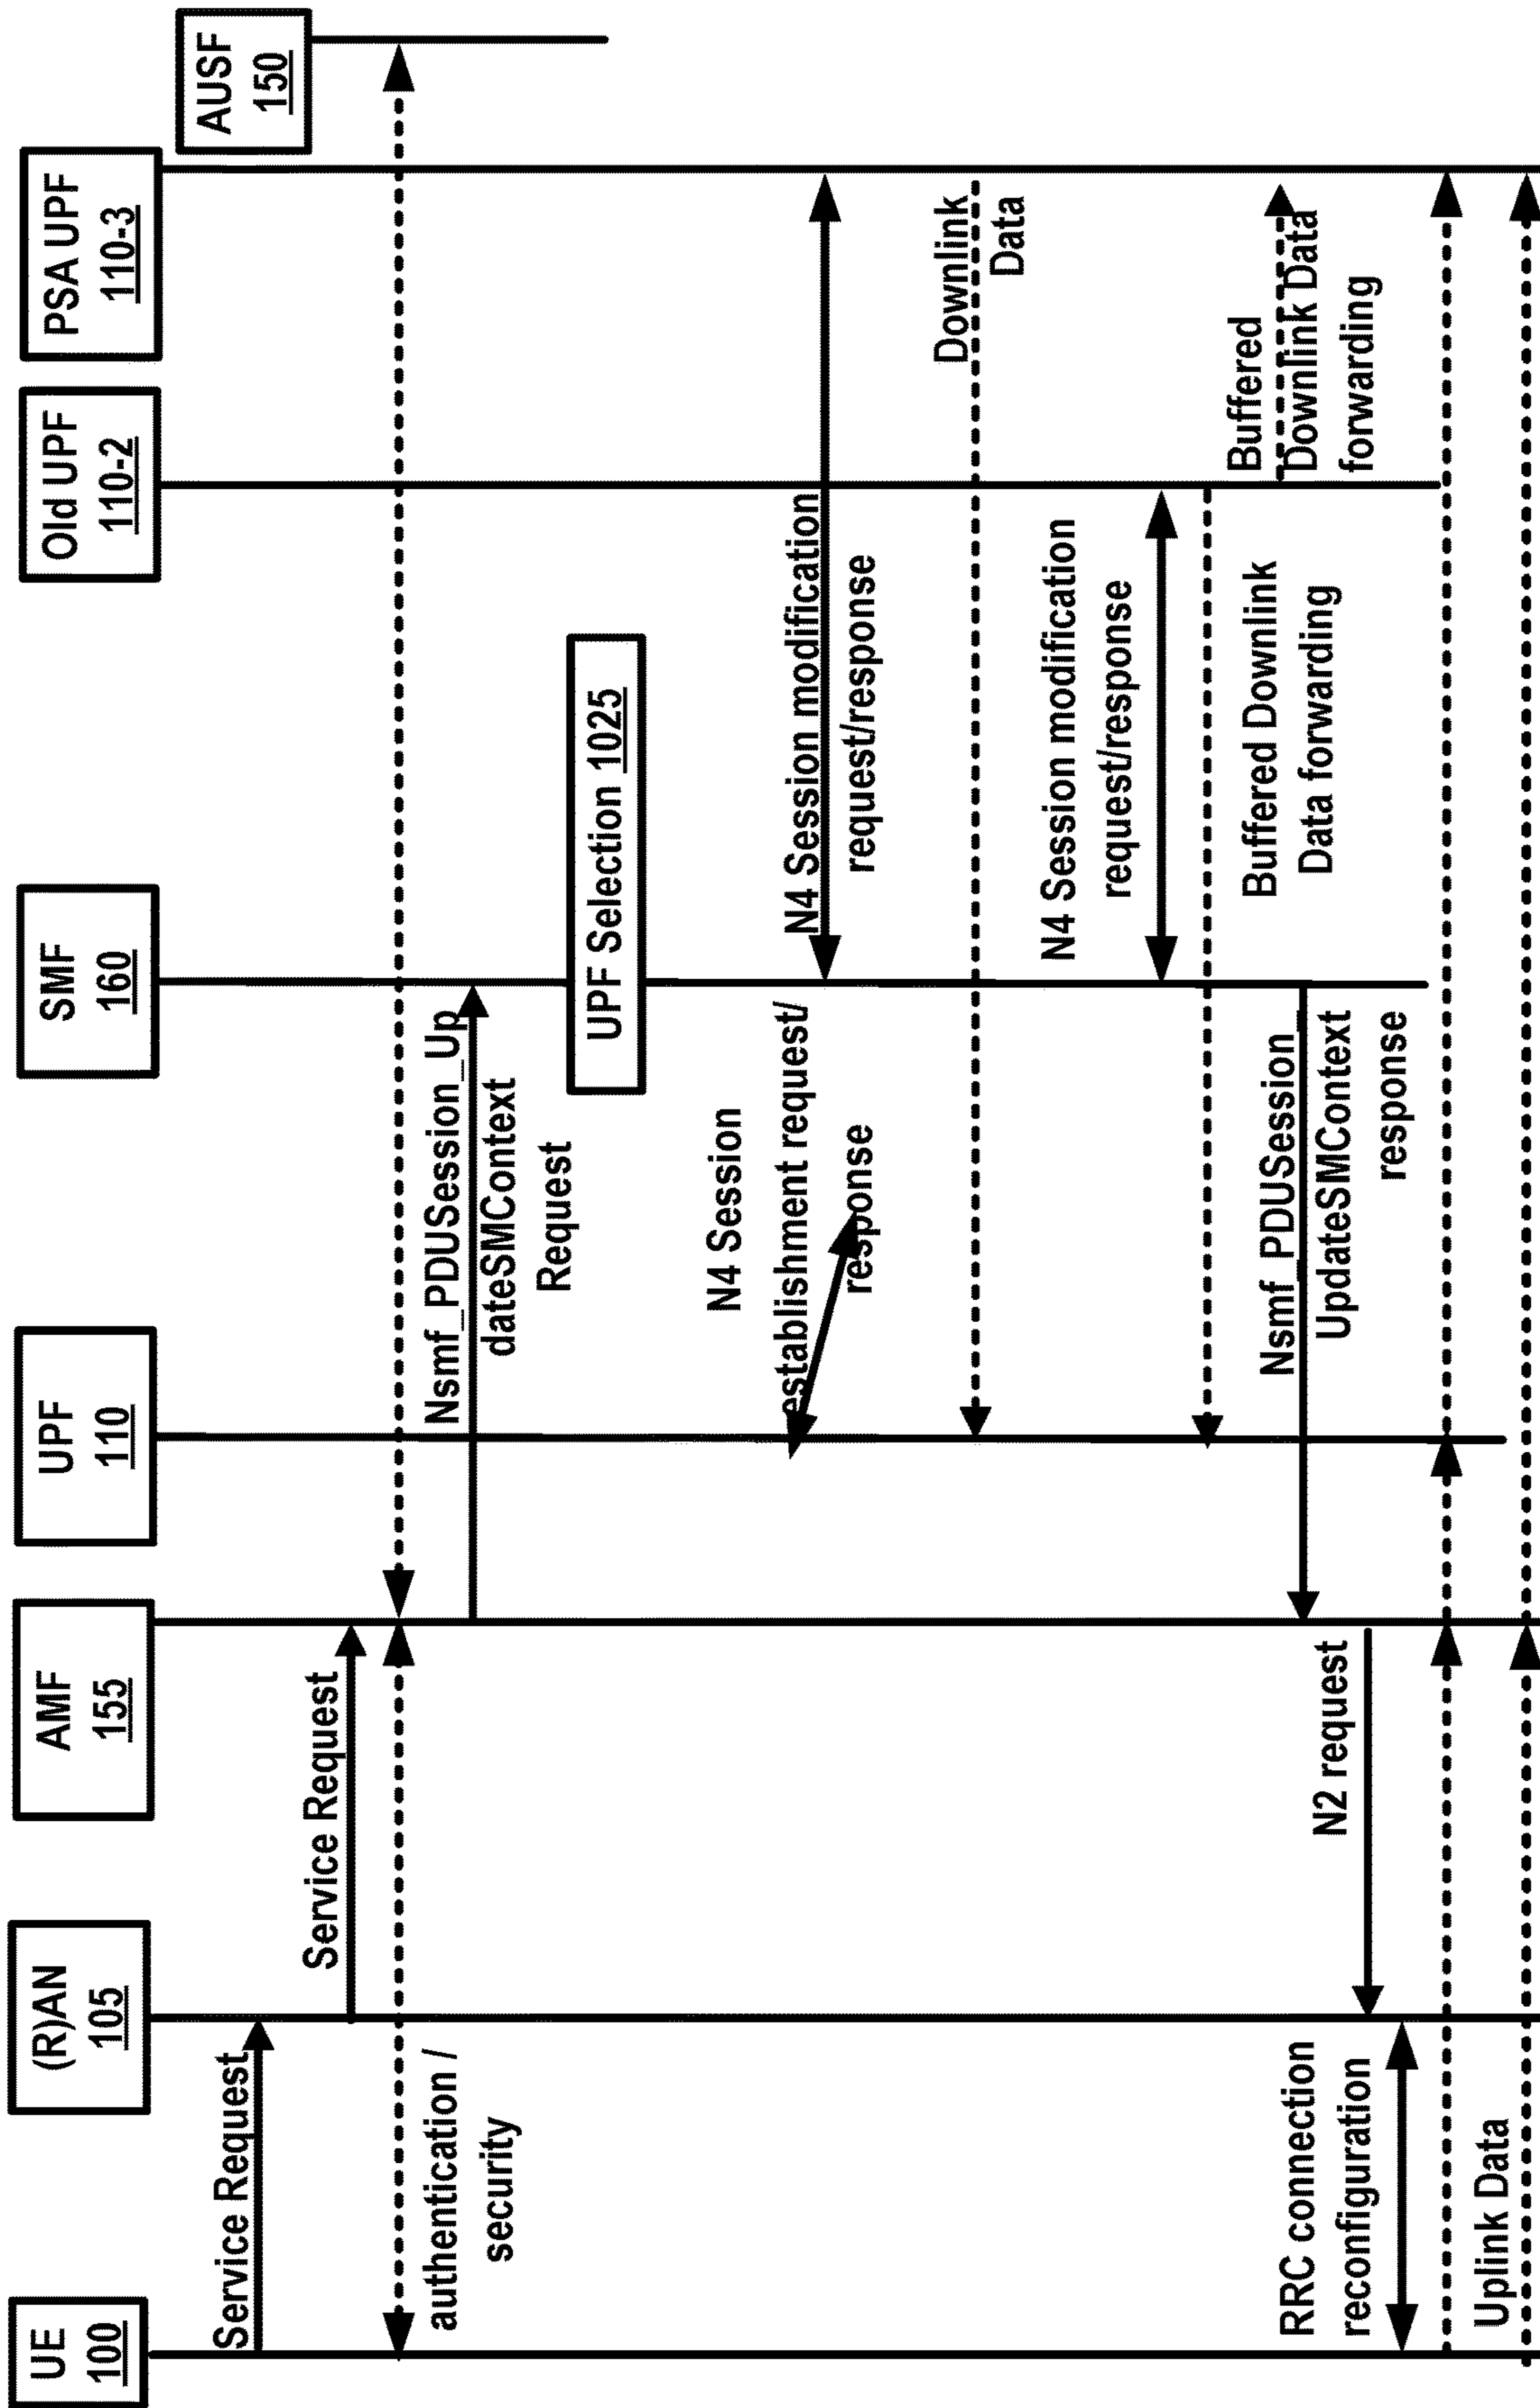 UE
100
(R)AN
105
AMF
155
UPF
110
SMF
160
Old UPF
110-2
PSA UPF
110-3
AUSF
150
Service Request
Service Request
authentication /
security
Nsmf_PDUSession_Up
dateSMContext
Request
UPF Selection 1025
N4 Session
establishment request/
response
N4 Session modification
request/response
Downlink
Data
N4 Session modification
request/response
Buffered Downlink
Data forwarding
Buffered
Downlink Data
forwarding
Nsmf_PDUSession_
UpdateSMContext
response
N2 request
RRC connection
reconfiguration
Uplink Data